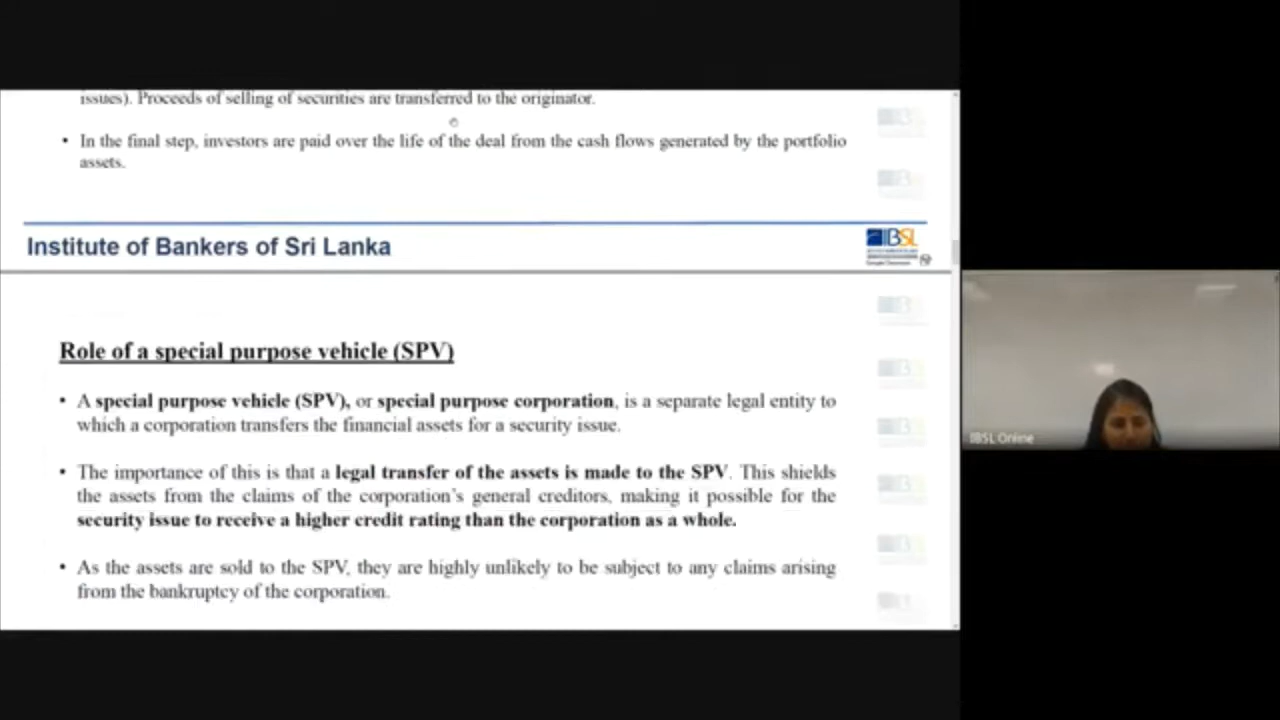 issues). Proceeds of selling of securities are transferred to the originator.
• In the final step, investors are paid over the life of the deal from the cash flows generated by the portfolio
assets.
Institute of Bankers of Sri Lanka
IBSL
Role of a special purpose vehicle (SPV)
• A special purpose vehicle (SPV), or special purpose corporation, is a separate legal entity to
which a corporation transfers the financial assets for a security issue.
• The importance of this is that a legal transfer of the assets is made to the SPV. This shields
the assets from the claims of the corporation's general creditors, making it possible for the
security issue to receive a higher credit rating than the corporation as a whole.
• As the assets are sold to the SPV, they are highly unlikely to be subject to any claims arising
from the bankruptcy of the corporation.
IBSL Online